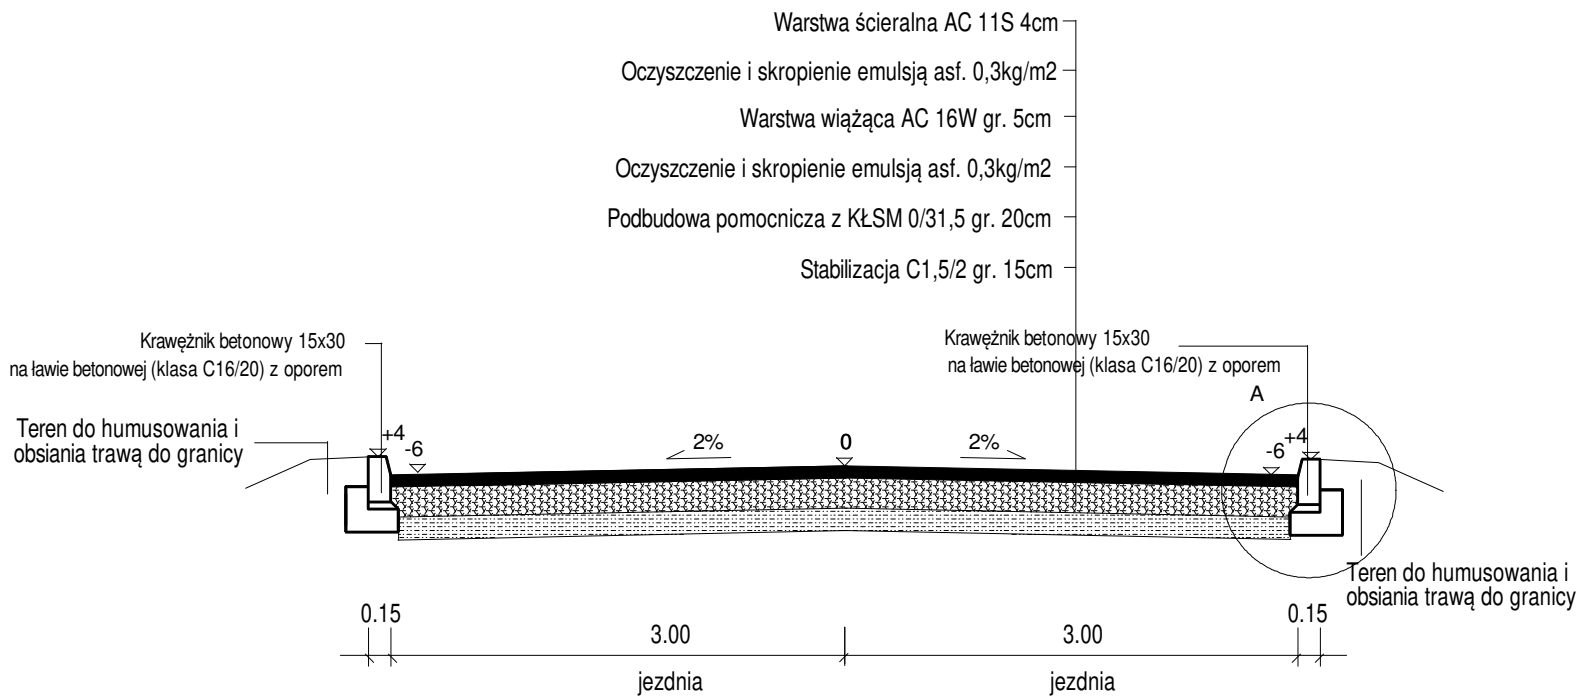 Warstwa ścieralna AC 11S 4cm
Oczyszczenie i skropienie emulsją asf. 0,3kg/m2
Warstwa wiążąca AC 16W gr. 5cm
Oczyszczenie i skropienie emulsją asf. 0,3kg/m2
Podbudowa pomocnicza z KŁSM 0/31,5 gr. 20cm
Stabilizacja C1,5/2 gr. 15cm
Krawężnik betonowy 15x30
na ławie betonowej (klasa C16/20) z oporem
Krawężnik betonowy 15x30
na ławie betonowej (klasa C16/20) z oporem
A
Teren do humusowania i
obsiania trawą do granicy
+4
-6
2%
0
2%
-6
+4
Teren do humusowania i
obsiania trawą do granicy
0.15
3.00
3.00
0.15
jezdnia
jezdnia